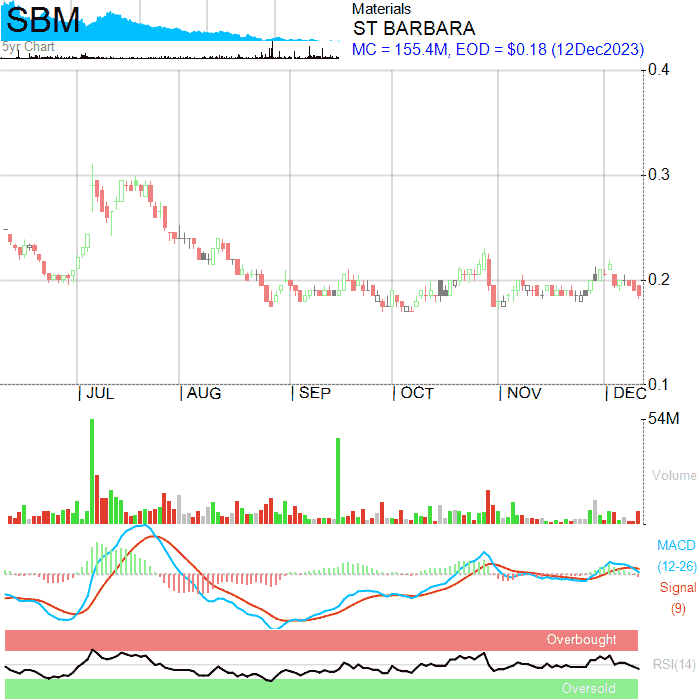 SBM
5yr Chart
Materials
ST BARBARA
MC = 155.4M, EOD = $0.18 (12Dec2023)
0.4
0.3
0.2
0.1
JUL
AUG
SEP
OCT
NOV
DEC
54M
Volume
MACD
(12-26)
Signal
(9)
Overbought
RSI(14)
Oversold